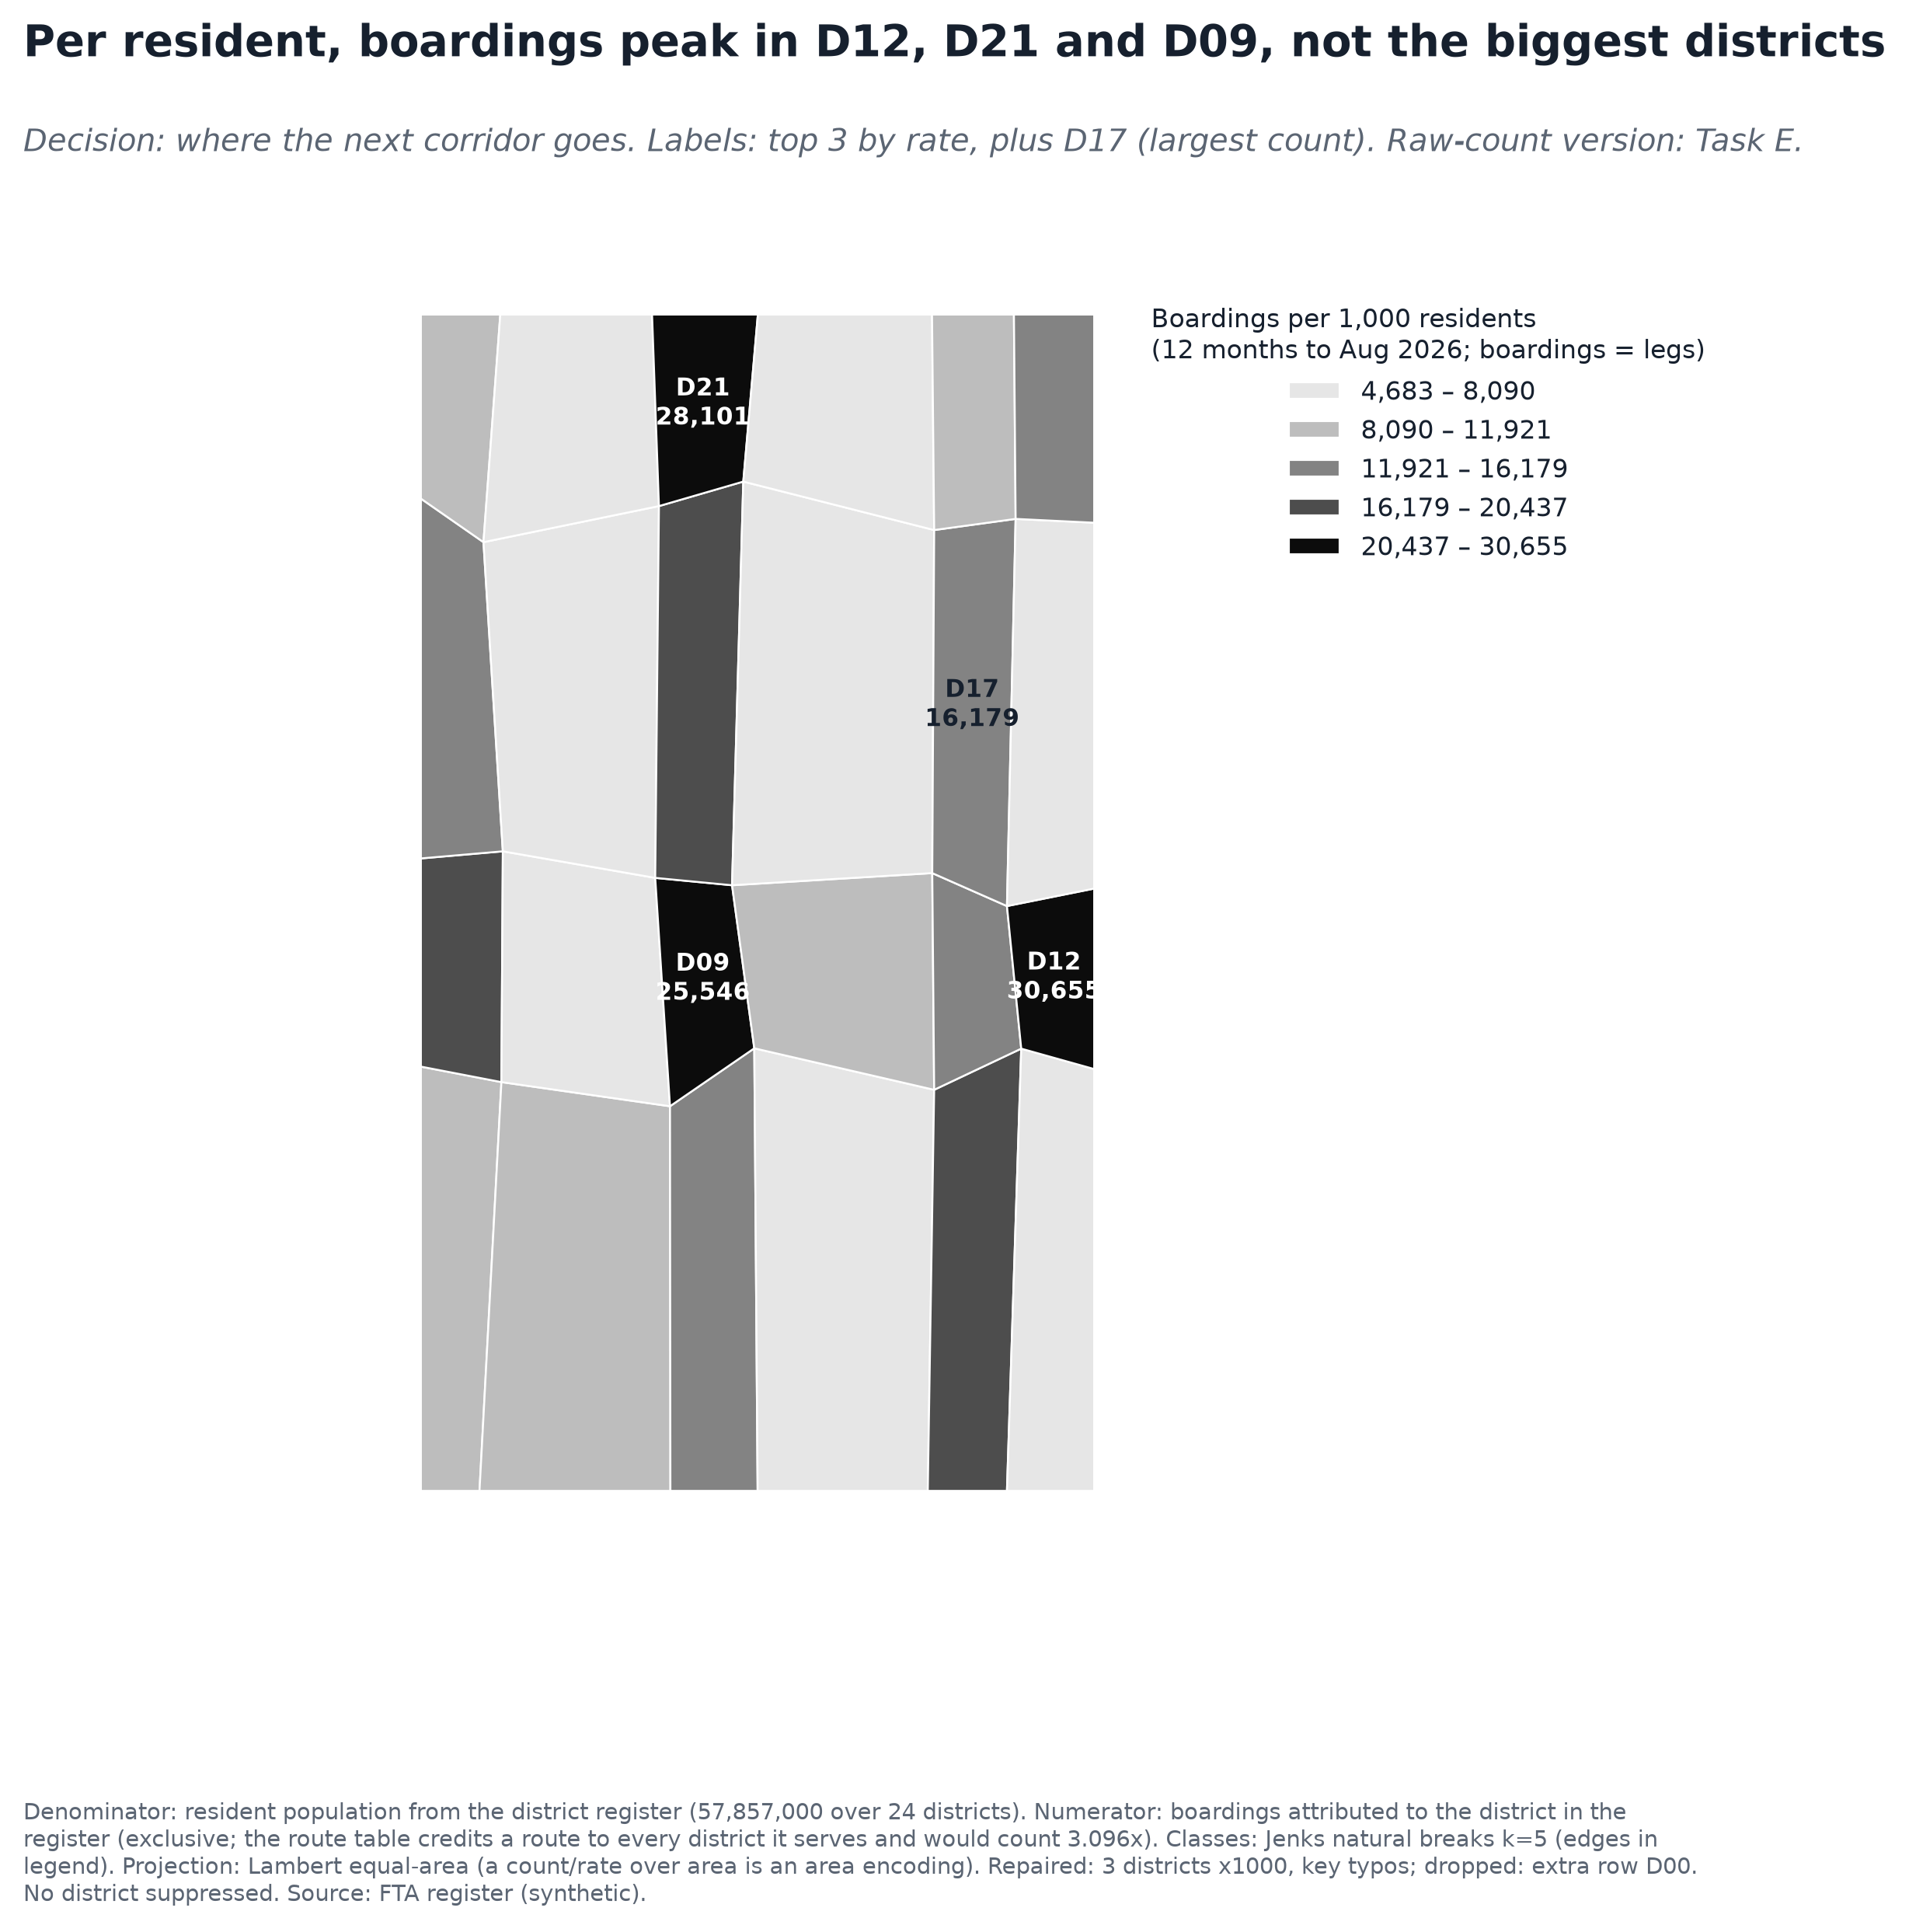 Per resident, boardings peak in D12, D21 and D09, not the biggest districts
Decision: where the next corridor goes. Labels: top 3 by rate, plus D17 (largest count). Raw-count version: Task E.
Boardings per 1,000 residents
(12 months to Aug 2026; boardings = legs)
4,683 – 8,090
8,090 – 11,921
11,921 – 16,179
16,179 – 20,437
20,437 – 30,655
D21
28,101
D17
16,179
D09
25,546
D12
30,655
Denominator: resident population from the district register (57,857,000 over 24 districts). Numerator: boardings attributed to the district in the
register (exclusive; the route table credits a route to every district it serves and would count 3.096x). Classes: Jenks natural breaks k=5 (edges in
legend). Projection: Lambert equal-area (a count/rate over area is an area encoding). Repaired: 3 districts x1000, key typos; dropped: extra row D00.
No district suppressed. Source: FTA register (synthetic).